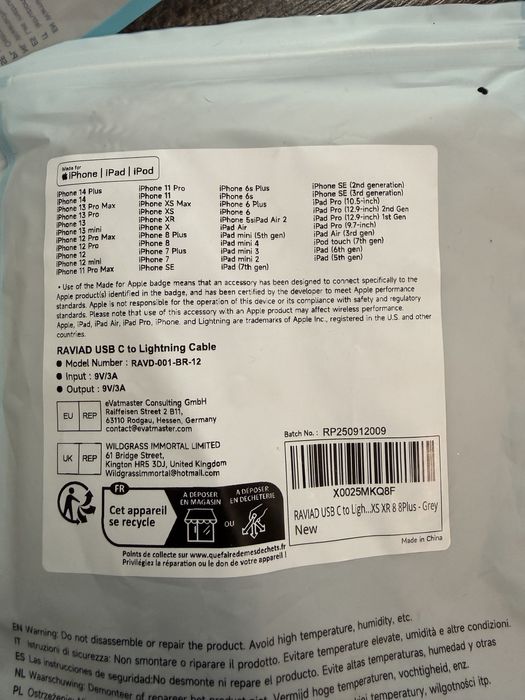 Made for
iPhone | iPad | iPod
iPhone 14 Plus
iPhone 14
iPhone 13 Pro Max
iPhone 13 Pro
iPhone 13
iPhone 13 mini
iPhone 12 Pro Max
iPhone 12 Pro
iPhone 12
iPhone 12 mini
iPhone 11 Pro Max
iPhone 11 Pro
iPhone 11
iPhone XS Max
iPhone XS
iPhone XR
iPhone X
iPhone 8 Plus
iPhone 8
iPhone 7 Plus
iPhone 7
iPhone SE
iPhone 6s Plus
iPhone 6s
iPhone 6 Plus
iPhone 6
iPhone 5siPad Air 2
iPad Air
iPad mini (5th gen)
iPad mini 4
iPad mini 3
iPad mini 2
iPad (7th gen)
iPhone SE (2nd generation)
iPhone SE (3rd generation)
iPad Pro (10.5-inch)
iPad Pro (12.9-inch) 2nd Gen
iPad Pro (12.9-inch) 1st Gen
iPad Pro (9.7-inch)
iPad Air (3rd gen)
iPod touch (7th gen)
iPad (6th gen)
iPad (5th gen)
• Use of the Made for Apple badge means that an accessory has been designed to connect specifically to the
Apple product(s) identified in the badge, and has been certified by the developer to meet Apple performance
standards. Apple is not responsible for the operation of this device or its compliance with safety and regulatory
standards. Please note that use of this accessory with an Apple product may affect wireless performance.
Apple, iPad, iPad Air, iPad Pro, iPhone, and Lightning are trademarks of Apple Inc., registered in the U.S. and other
countries.
RAVIAD USB C to Lightning Cable
● Model Number : RAVD-001-BR-12
● Input : 9V/3A
● Output : 9V/3A
EU REP
eVatmaster Consulting GmbH
Raiffeisen Street 2 B11,
63110 Rodgau, Hessen, Germany
contact@evatmaster.com
UK REP
WILDGRASS IMMORTAL LIMITED
61 Bridge Street,
Kington HR5 3DJ, United Kingdom
WildgrassImmortal@hotmail.com
Batch No.: RP250912009
X0025MKQ8F
RAVIAD USB C to Ligh...XS XR 8 8Plus - Grey
New
Made in China
FR
Cet appareil
se recycle
À DÉPOSER
EN MAGASIN
OU
À DÉPOSER
EN DÉCHÈTERIE
Points de collecte sur www.quefairedemesdechets.fr
Privilégiez la réparation ou le don de votre appareil !
EN Warning: Do not disassemble or repair the product. Avoid high temperature, humidity, etc.
IT Istruzioni di sicurezza: Non smontare o riparare il prodotto. Evitare temperature elevate, umidità e altre condizioni.
ES Las instrucciones de seguridad:No desmonte ni repare el producto. Evite altas temperaturas, humedad y otras
NL Waarschuwing: Demonteer of repareer het product niet. Vermijd hoge temperaturen, vochtigheid, enz.
PL Ostrzeżenie temperatury, wilgotności itp.